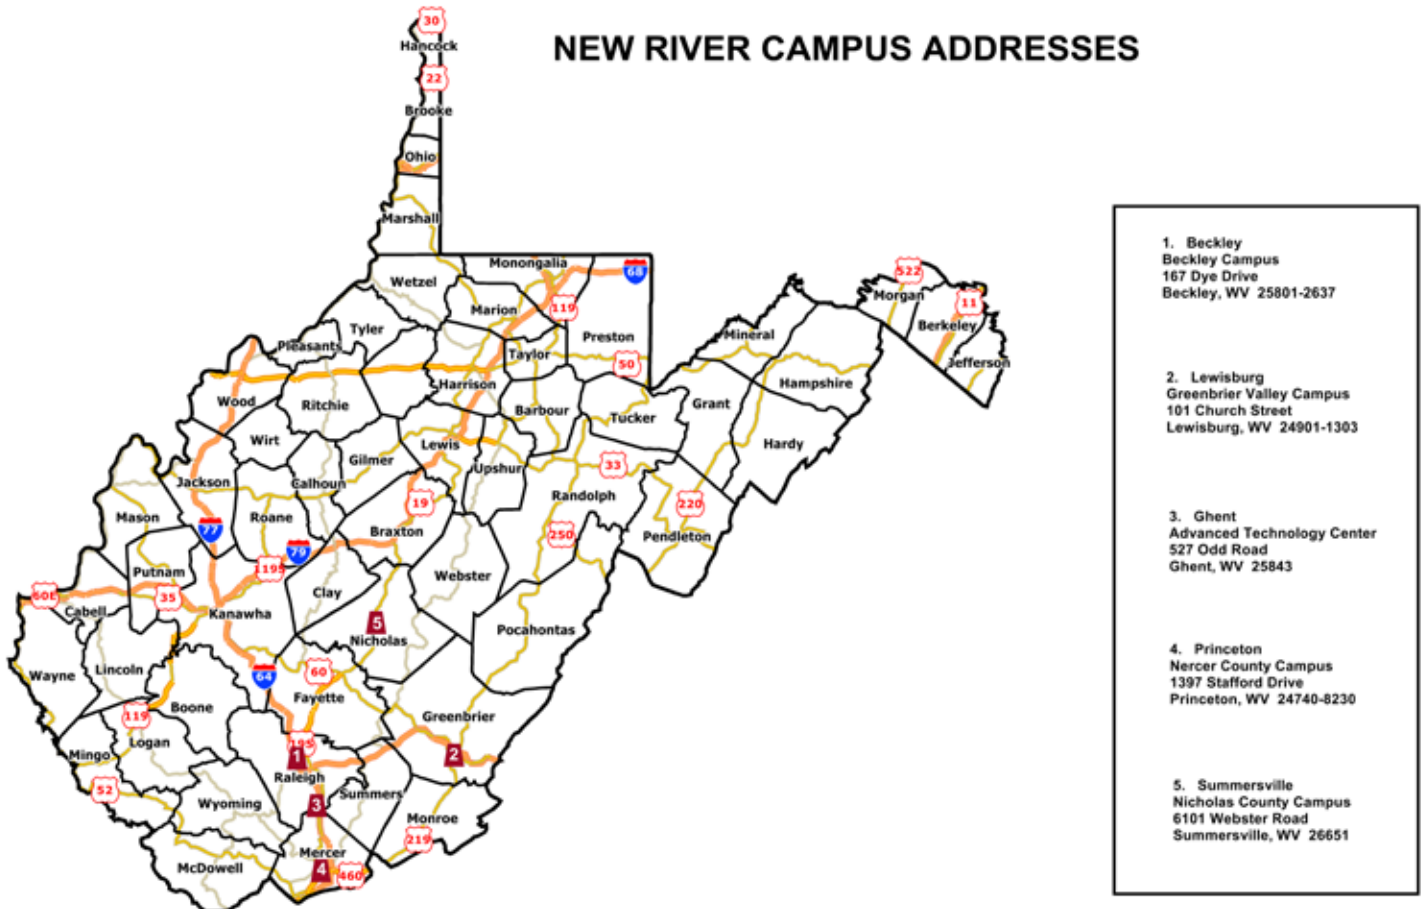 NEW RIVER CAMPUS ADDRESSES
30
Hancock
22
Brooke
Ohio
Marshall
Wetzel
Monongalia
68
Marion
119
Tyler
Pleasants
Preston
Taylor
50
Harrison
Wood
Ritchie
Barbour
Tucker
Grant
Mineral
Hampshire
Hardy
522
Morgan
11
Berkeley
Jefferson
Wirt
Lewis
Gilmer
Upshur
33
Jackson
Calhoun
Roane
19
Braxton
Randolph
220
Pendleton
250
Mason
77
79
119S
Putnam
Webster
Clay
60E
Cabell
35
Kanawha
5
Nicholas
Pocahontas
Wayne
Lincoln
64
60
Fayette
Boone
119
Logan
Greenbrier
Mingo
19S
1
2
Raleigh
52
Wyoming
3
Summers
Monroe
219
Mercer
McDowell
4
460
1. Beckley
Beckley Campus
167 Dye Drive
Beckley, WV 25801-2637
2. Lewisburg
Greenbrier Valley Campus
101 Church Street
Lewisburg, WV 24901-1303
3. Ghent
Advanced Technology Center
527 Odd Road
Ghent, WV 25843
4. Princeton
Nercer County Campus
1397 Stafford Drive
Princeton, WV 24740-8230
5. Summersville
Nicholas County Campus
6101 Webster Road
Summersville, WV 26651